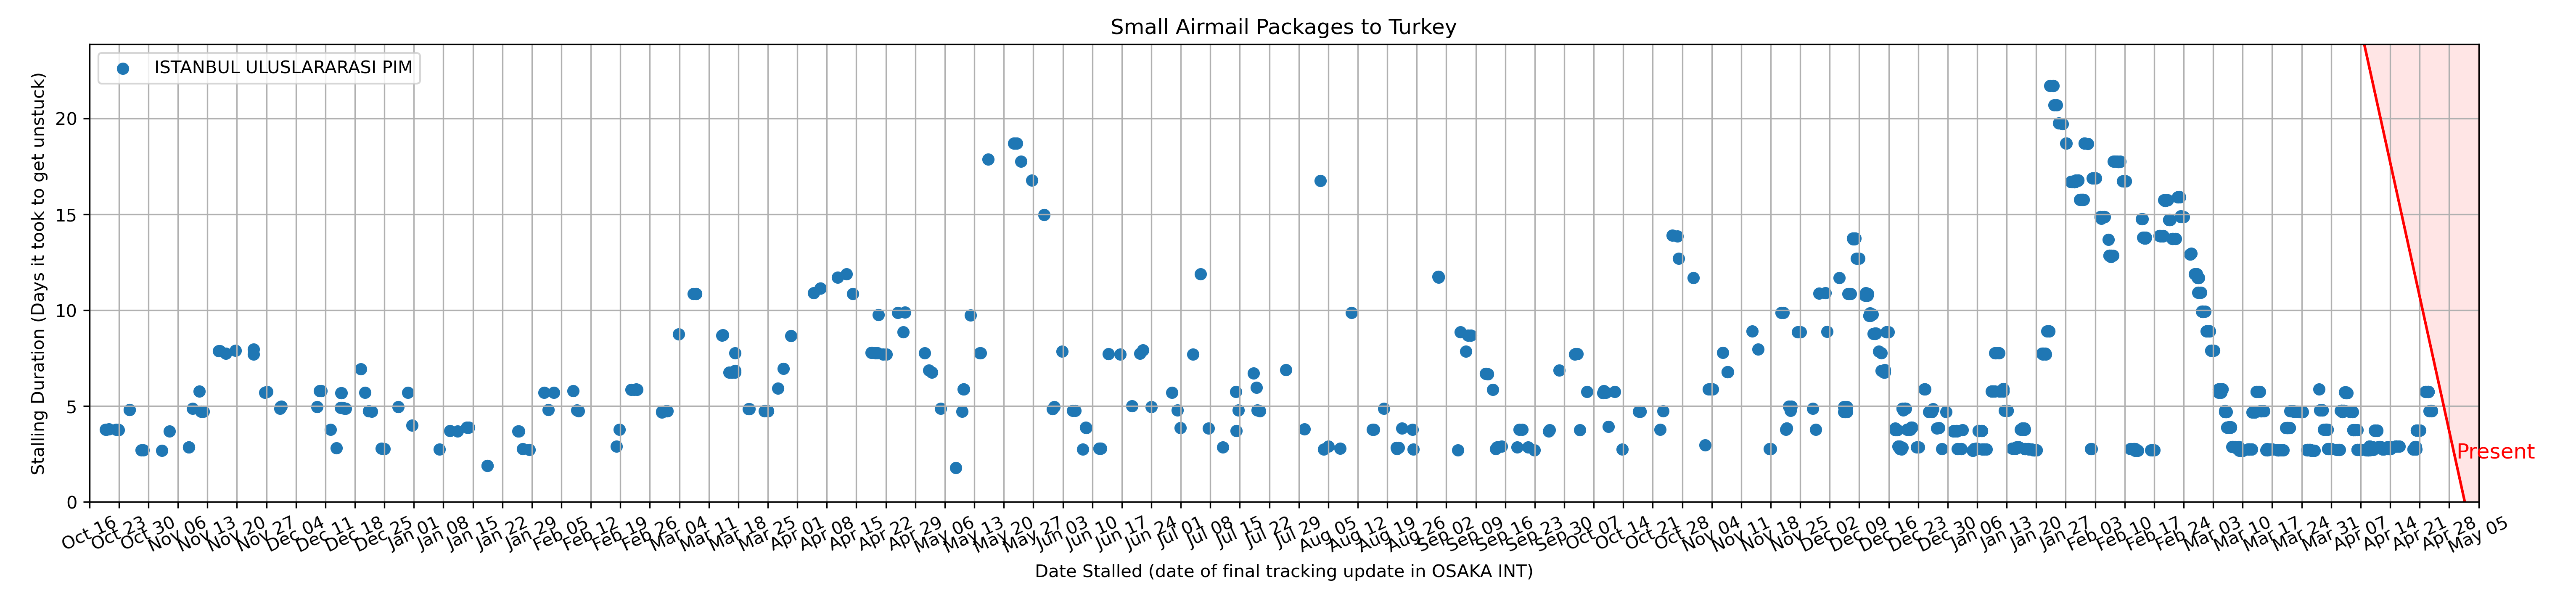 Small Airmail Packages to Turkey
ISTANBUL ULUSLARARASI PIM
Stalling Duration (Days it took to get unstuck)
20
15
10
5
0
Present
Oct 16
Oct 23
Oct 30
Nov 06
Nov 13
Nov 20
Nov 27
Dec 04
Dec 11
Dec 18
Dec 25
Jan 01
Jan 08
Jan 15
Jan 22
Jan 29
Feb 05
Feb 12
Feb 19
Feb 26
Mar 04
Mar 11
Mar 18
Mar 25
Apr 01
Apr 08
Apr 15
Apr 22
Apr 29
May 06
May 13
May 20
May 27
Jun 03
Jun 10
Jun 17
Jun 24
Jul 01
Jul 08
Jul 15
Jul 22
Jul 29
Aug 05
Aug 12
Aug 19
Aug 26
Sep 02
Sep 09
Sep 16
Sep 23
Sep 30
Oct 07
Oct 14
Oct 21
Oct 28
Nov 04
Nov 11
Nov 18
Nov 25
Dec 02
Dec 09
Dec 16
Dec 23
Dec 30
Jan 06
Jan 13
Jan 20
Jan 27
Feb 03
Feb 10
Feb 17
Feb 24
Mar 03
Mar 10
Mar 17
Mar 24
Mar 31
Apr 07
Apr 14
Apr 21
Apr 28
May 05
Date Stalled (date of final tracking update in OSAKA INT)